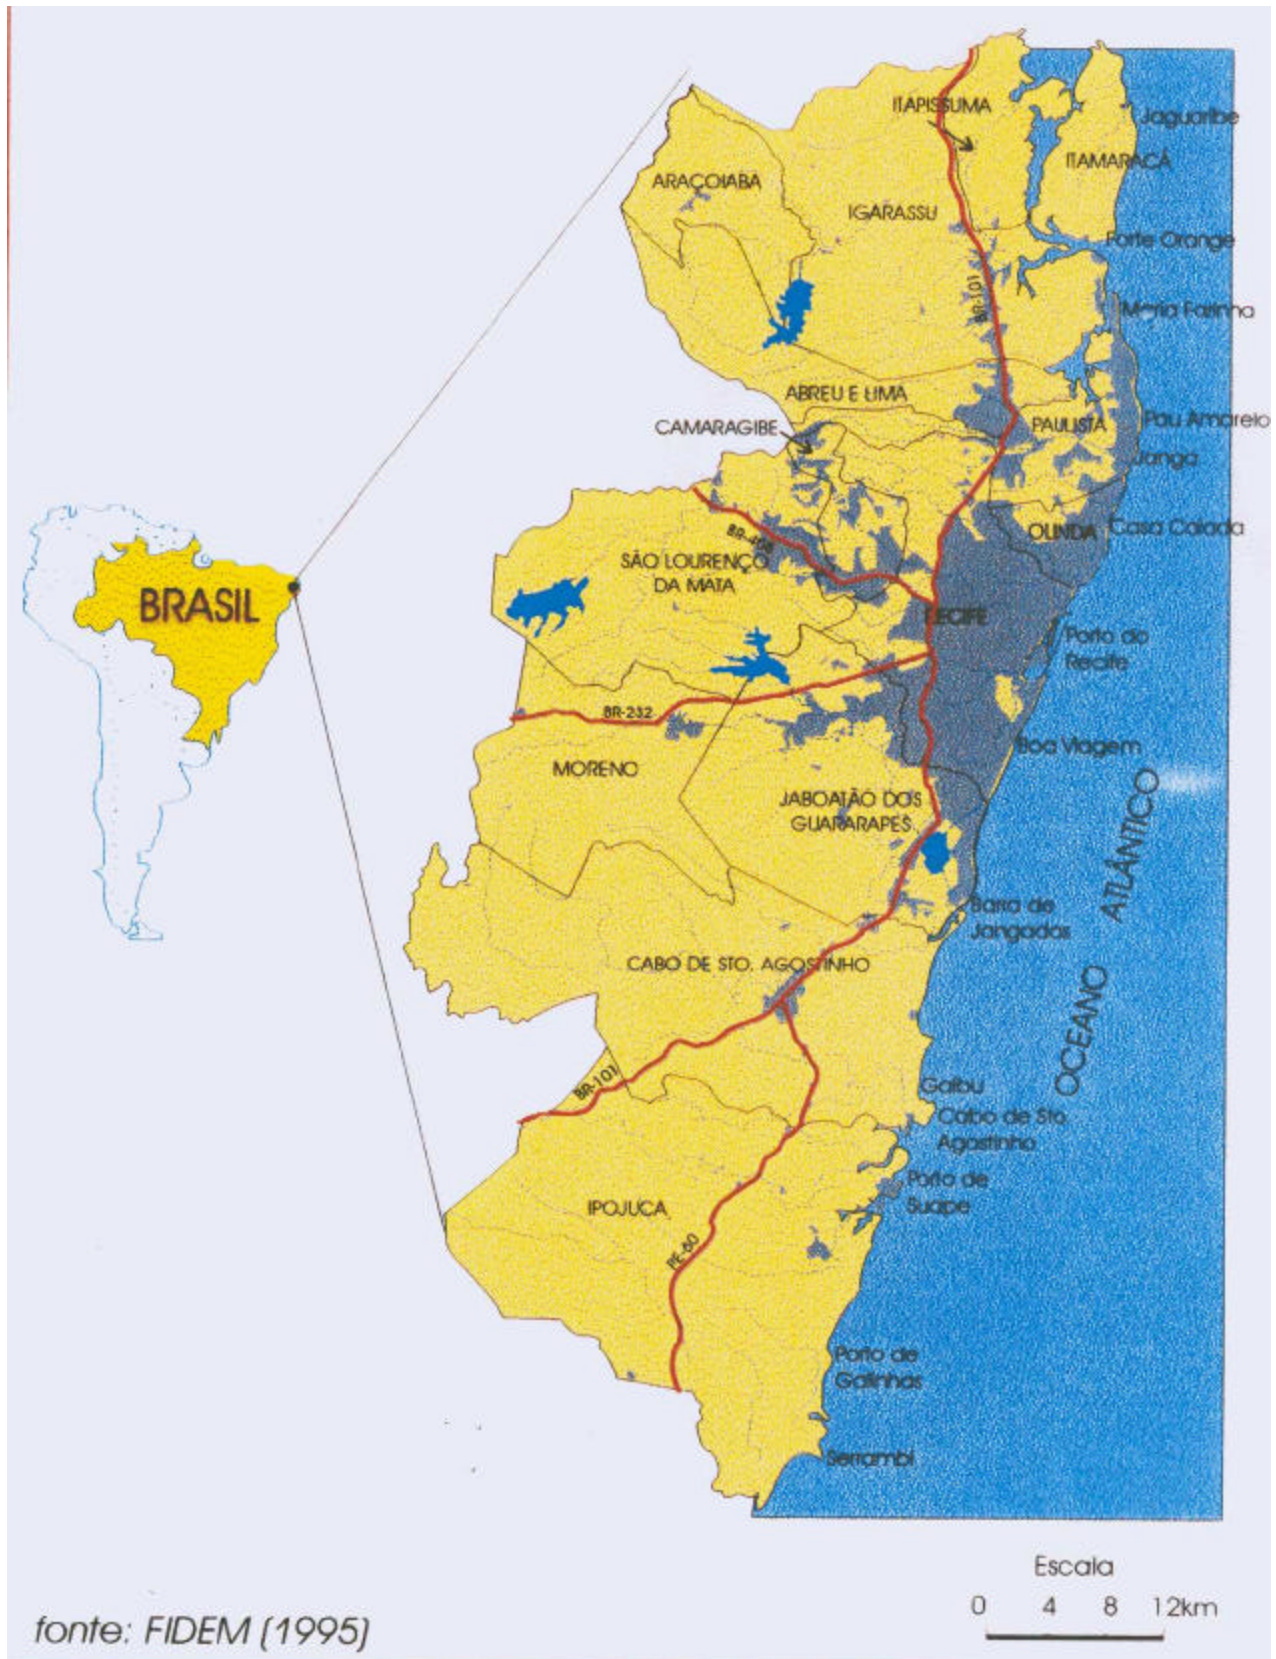 ITAPISSUMA
Jaguaribe
ITAMARACÁ
ARAÇOIABA
IGARASSU
Forte Orange
BR-101
Maria Farinha
ABREU E LIMA
CAMARAGIBE
PAULISTA
Pau Amarelo
Janga
OLINDA
Casa Caiada
BR-408
SÃO LOURENÇO
DA MATA
BRASIL
RECIFE
Porto do
Recife
BR-232
Boa Viagem
MORENO
JABOATÃO DOS
GUARARAPES
OCEANO ATLÂNTICO
Barra de
Jangadas
CABO DE STO. AGOSTINHO
BR-101
Gaibu
Cabo de Sto.
Agostinho
Porto de
Suape
IPOJUCA
PE-60
Porto de
Galinhas
Serrambi
Escala
0 4 8 12km
fonte: FIDEM (1995)